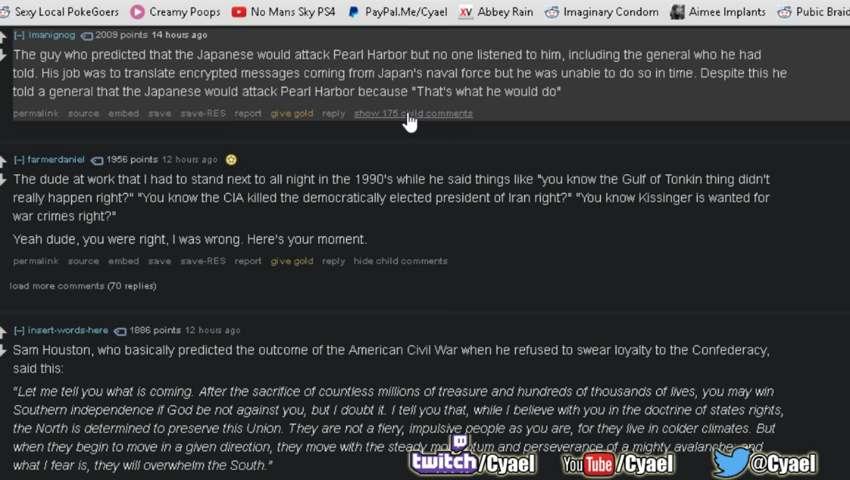 Sexy Local PokeGoers Creamy Poops No Mans Sky PS4 PayPal.Me/Cyael XV Abbey Rain Imaginary Condom Aimee Implants Pubic Braid
[–] Imanignog 2009 points 14 hours ago
The guy who predicted that the Japanese would attack Pearl Harbor but no one listened to him, including the general who he had
told. His job was to translate encrypted messages coming from Japan's naval force but he was unable to do so in time. Despite this he
told a general that the Japanese would attack Pearl Harbor because "That's what he would do"
permalink source embed save save-RES report give gold reply show 175 child comments
[–] farmerdaniel 1956 points 12 hours ago
The dude at work that I had to stand next to all night in the 1990's while he said things like "you know the Gulf of Tonkin thing didn't
really happen right?" "You know the CIA killed the democratically elected president of Iran right?" "You know Kissinger is wanted for
war crimes right?"
Yeah dude, you were right, I was wrong. Here's your moment.
permalink source embed save save-RES report give gold reply hide child comments
load more comments (70 replies)
[–] insert-words-here 1886 points 12 hours ago
Sam Houston, who basically predicted the outcome of the American Civil War when he refused to swear loyalty to the Confederacy,
said this:
"Let me tell you what is coming. After the sacrifice of countless millions of treasure and hundreds of thousands of lives, you may win
Southern independence if God be not against you, but I doubt it. I tell you that, while I believe with you in the doctrine of states rights,
the North is determined to preserve this Union. They are not a fiery, impulsive people as you are, for they live in colder climates. But
when they begin to move in a given direction, they move with the steady momentum and perseverance of a mighty avalanche; and
what I fear is, they will overwhelm the South."
twitch/Cyael YouTube/Cyael @Cyael